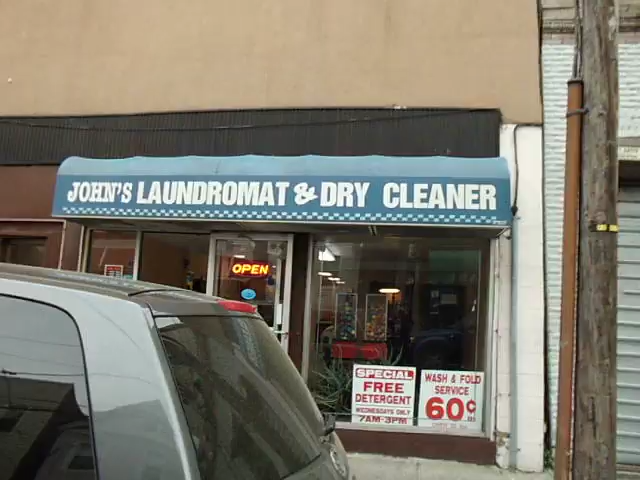 JOHN'S LAUNDROMAT & DRY CLEANER
OPEN
SPECIAL
FREE
DETERGENT
WEDNESDAYS ONLY
7AM-3PM
WASH & FOLD
SERVICE
60¢